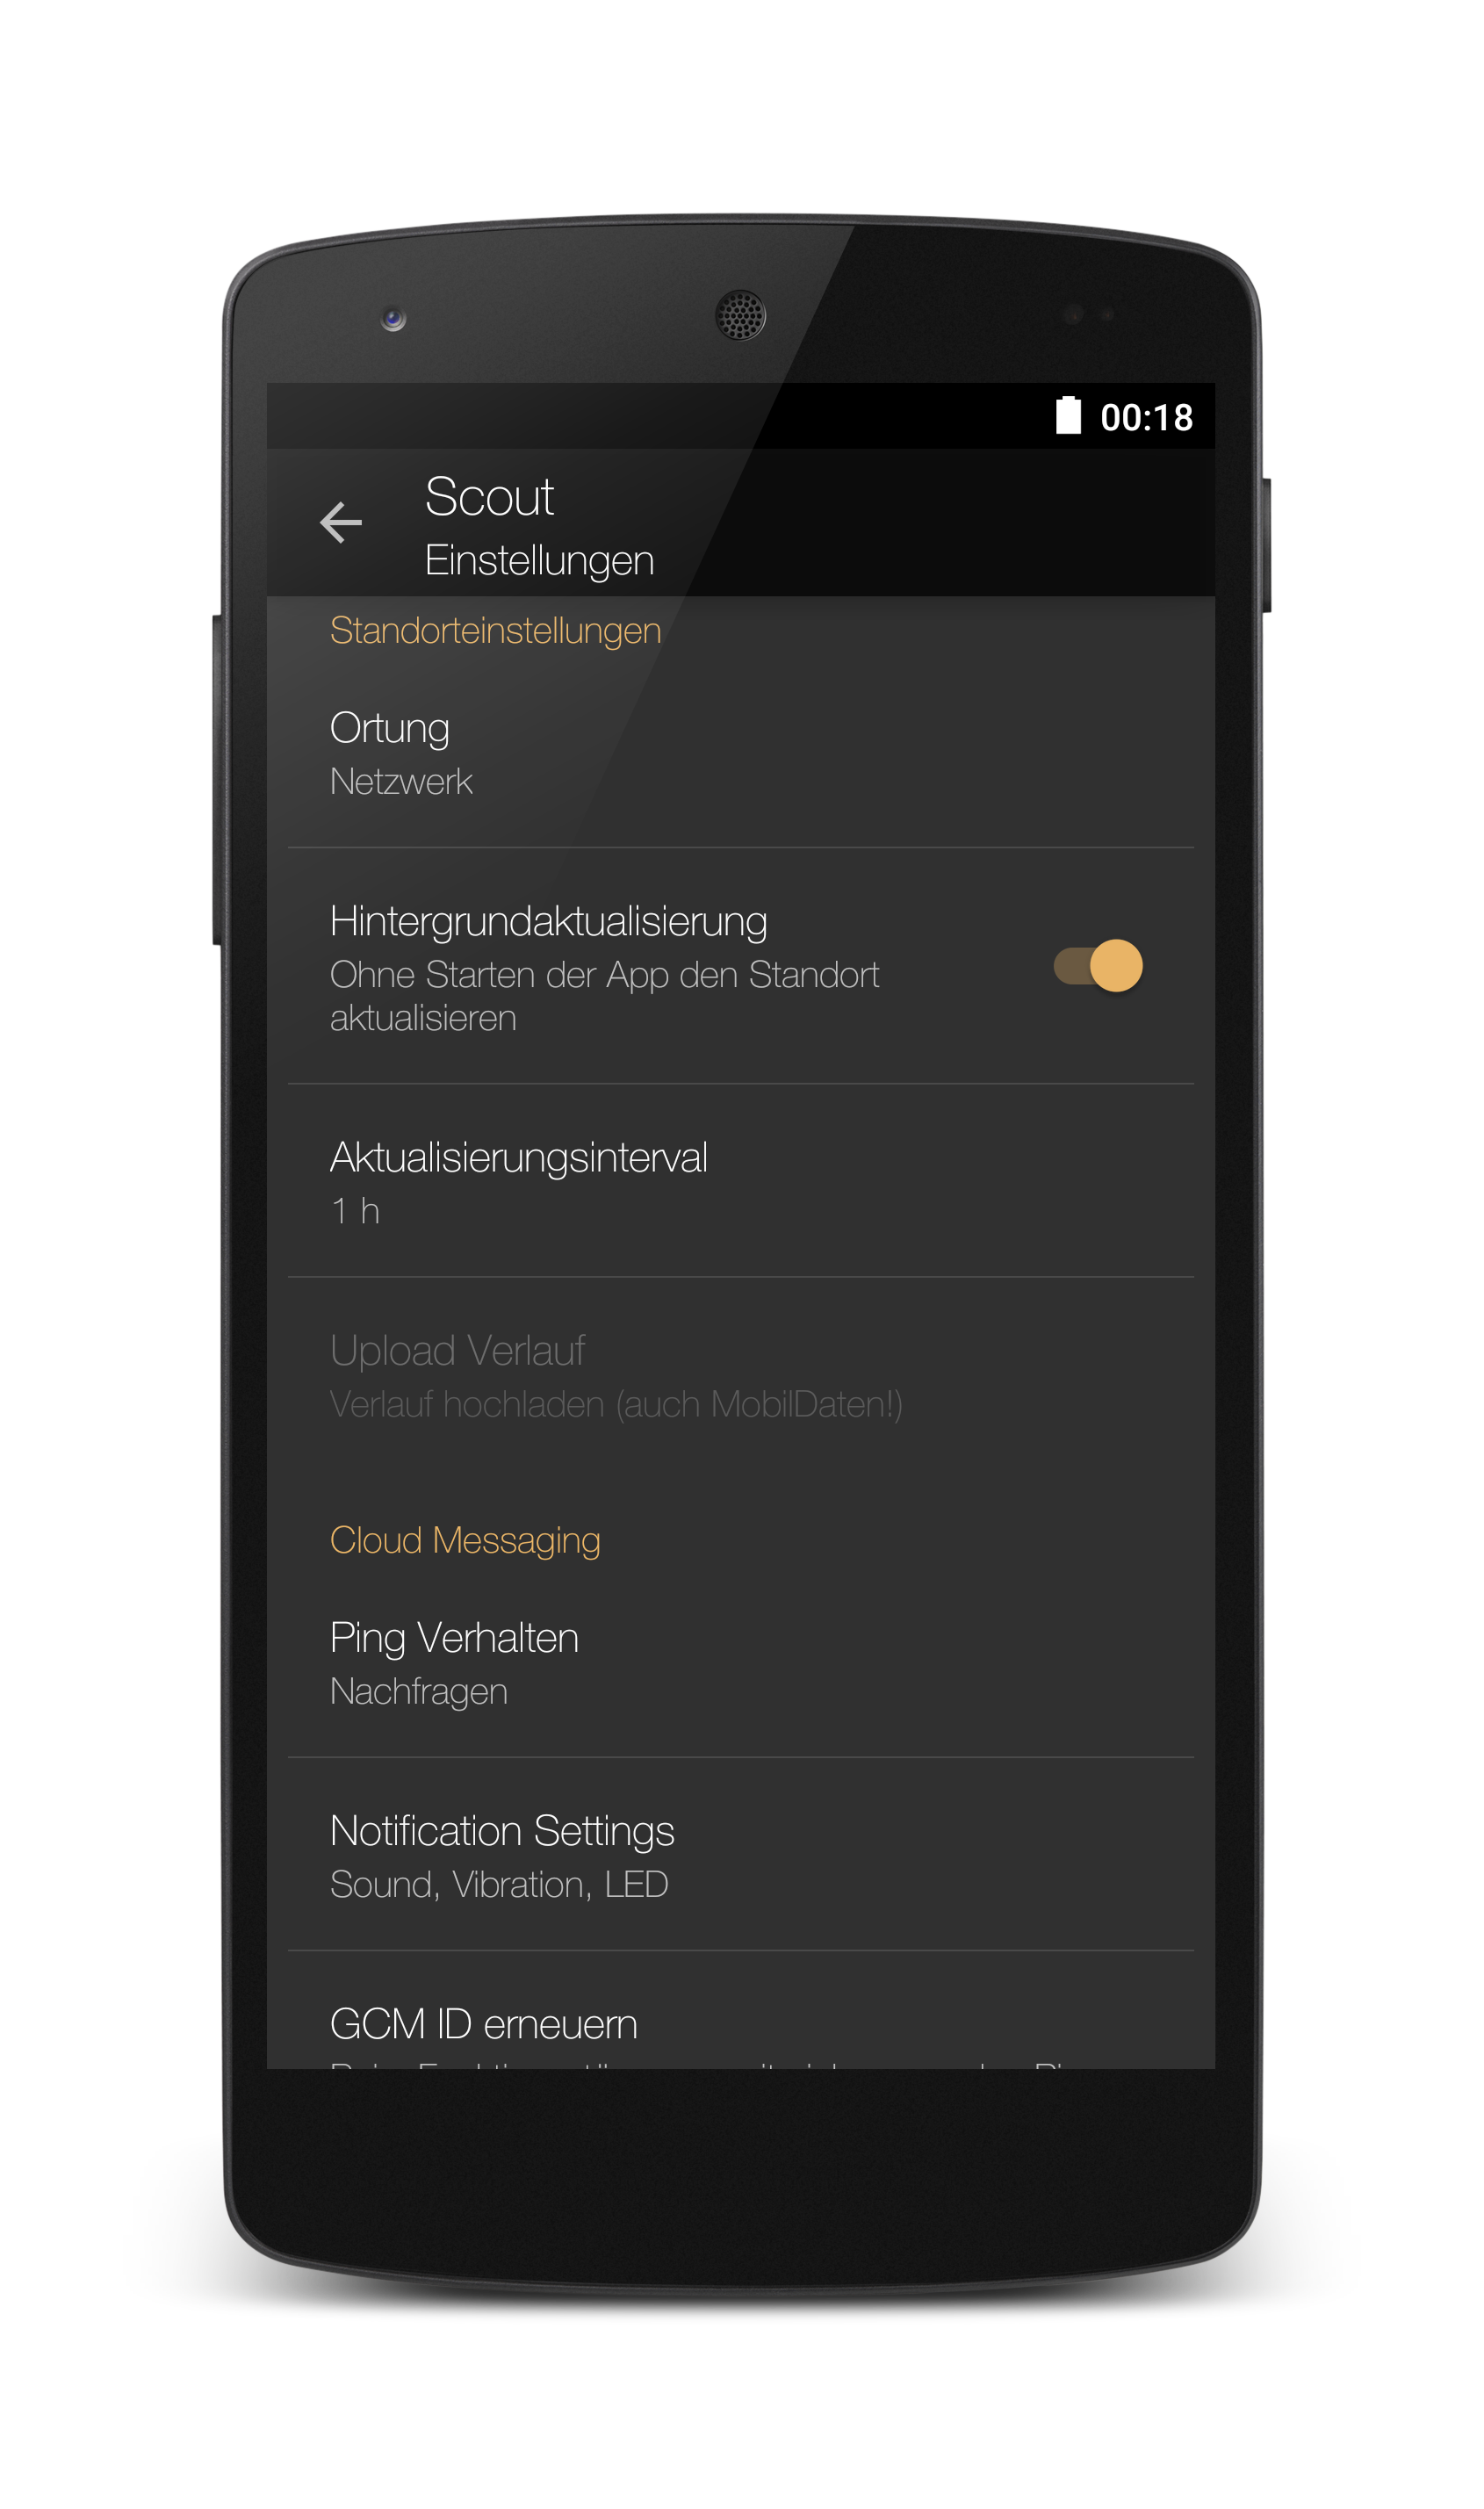 00:18
Scout
Einstellungen
Standorteinstellungen
Ortung
Netzwerk
Hintergrundaktualisierung
Ohne Starten der App den Standort
aktualisieren
Aktualisierungsinterval
1 h
Upload Verlauf
Verlauf hochladen (auch MobilDaten!)
Cloud Messaging
Ping Verhalten
Nachfragen
Notification Settings
Sound, Vibration, LED
GCM ID erneuern